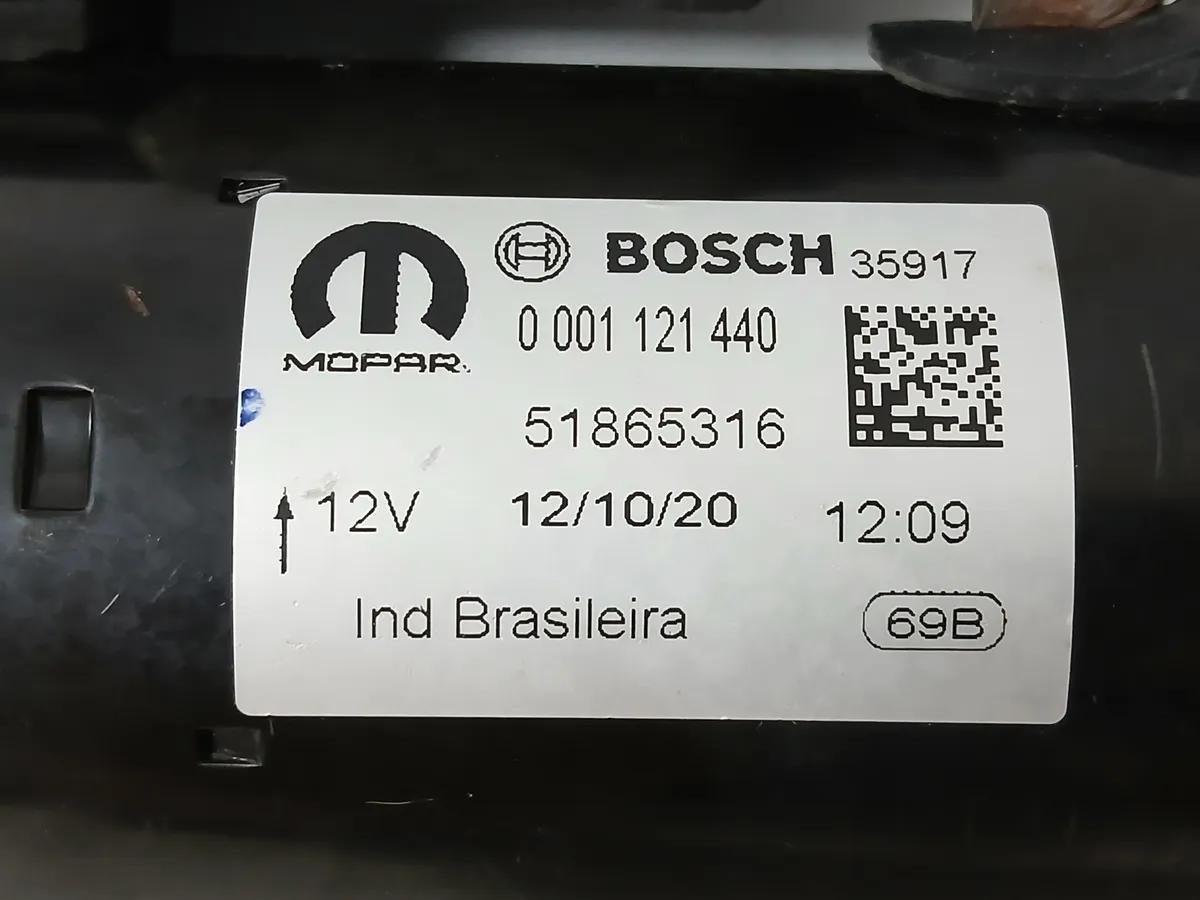 MOPAR
BOSCH 35917
0 001 121 440
51865316
12V 12/10/20 12:09
Ind Brasileira 69B